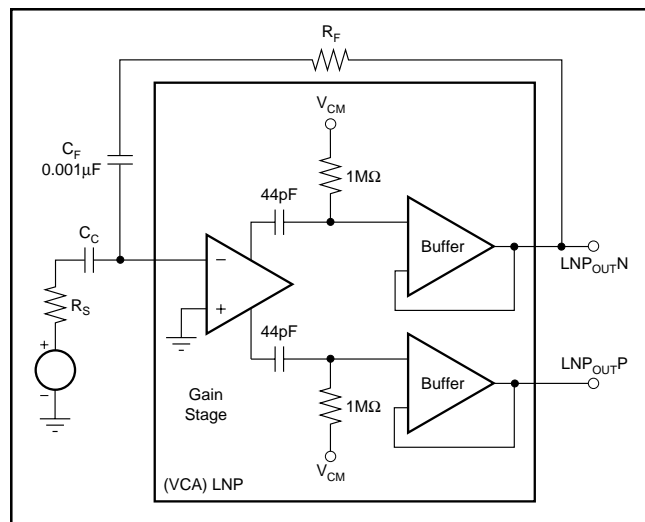 R_F
V_CM
C_F
0.001µF
1MΩ
44pF
C_C
Buffer
−
LNP_OUTN
+
R_S
44pF
LNP_OUTP
+
Buffer
Gain
Stage
1MΩ
−
V_CM
(VCA) LNP